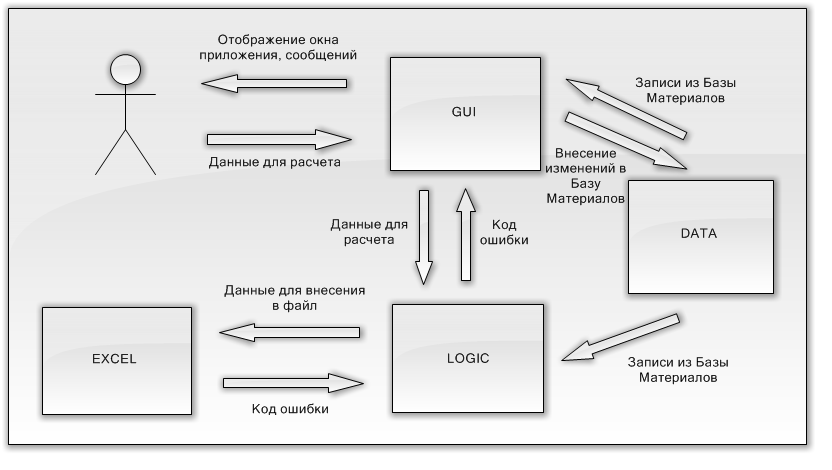 Отображение окна
приложения, сообщений
GUI
Записи из Базы
Материалов
Данные для расчета
Внесение
изменений в
Базу
Материалов
DATA
Данные для
расчета
Код
ошибки
Данные для внесения
в файл
EXCEL
LOGIC
Записи из Базы
Материалов
Код ошибки